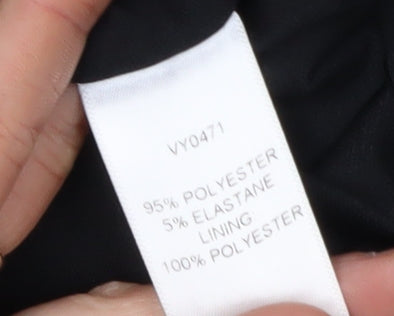 VY0471
95% POLYESTER
5% ELASTANE
LINING
100% POLYESTER